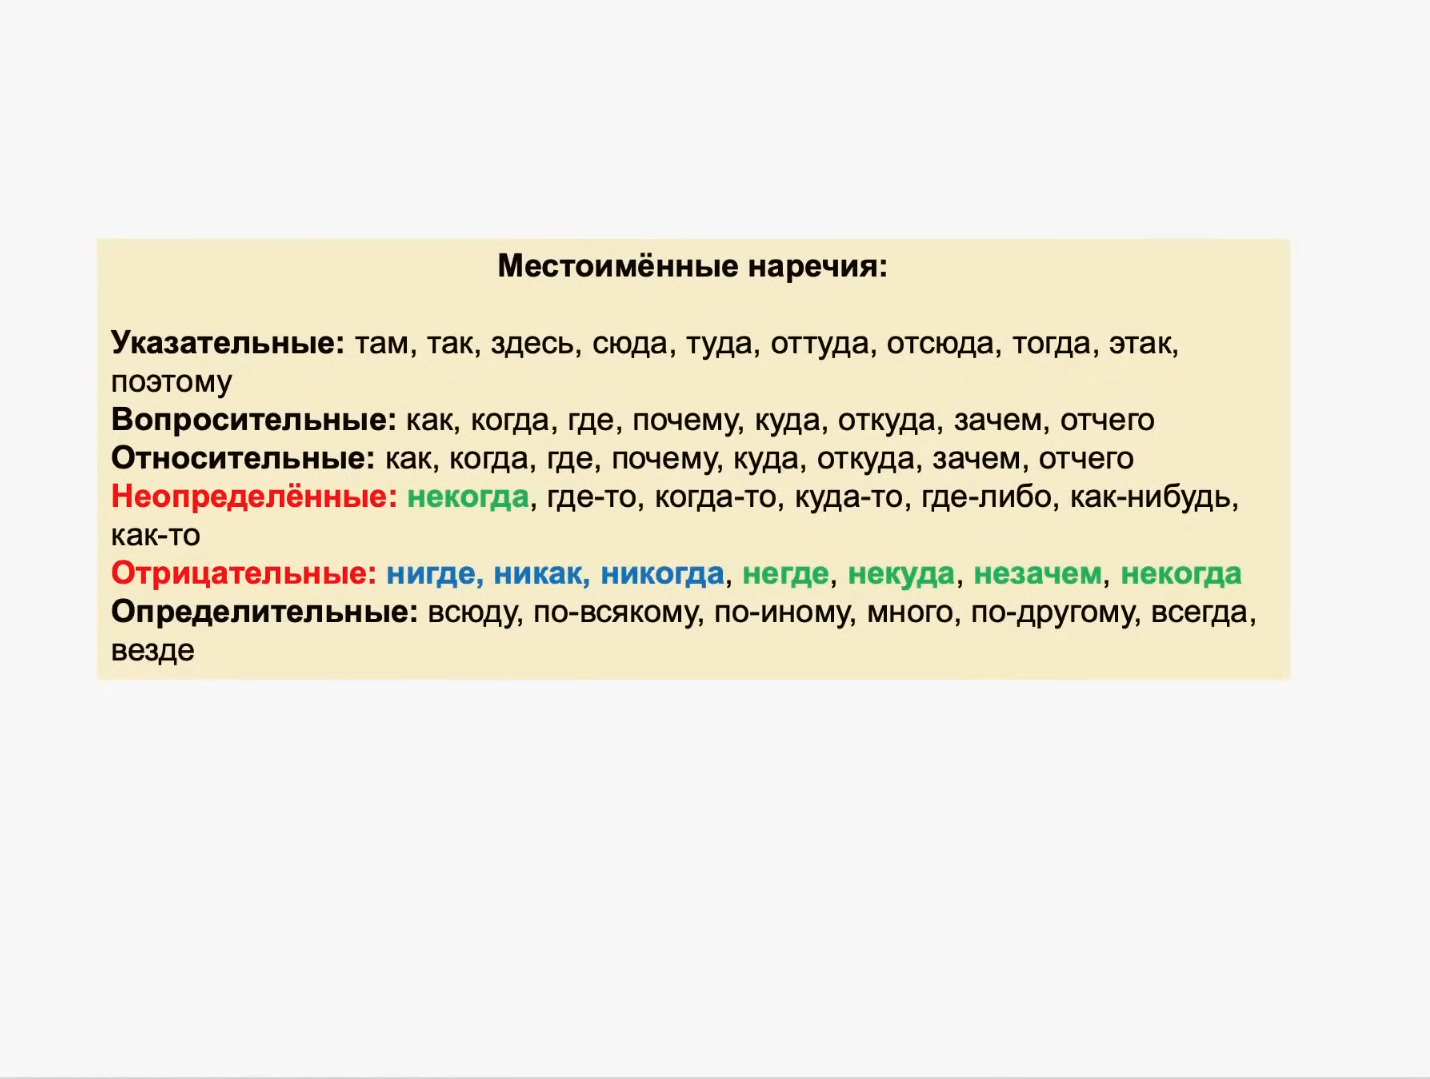 Местоимённые наречия:
Указательные: там, так, здесь, сюда, туда, оттуда, отсюда, тогда, этак,
поэтому
Вопросительные: как, когда, где, почему, куда, откуда, зачем, отчего
Относительные: как, когда, где, почему, куда, откуда, зачем, отчего
Неопределённые: некогда, где-то, когда-то, куда-то, где-либо, как-нибудь,
как-то
Отрицательные: нигде, никак, никогда, негде, некуда, незачем, некогда
Определительные: всюду, по-всякому, по-иному, много, по-другому, всегда,
везде